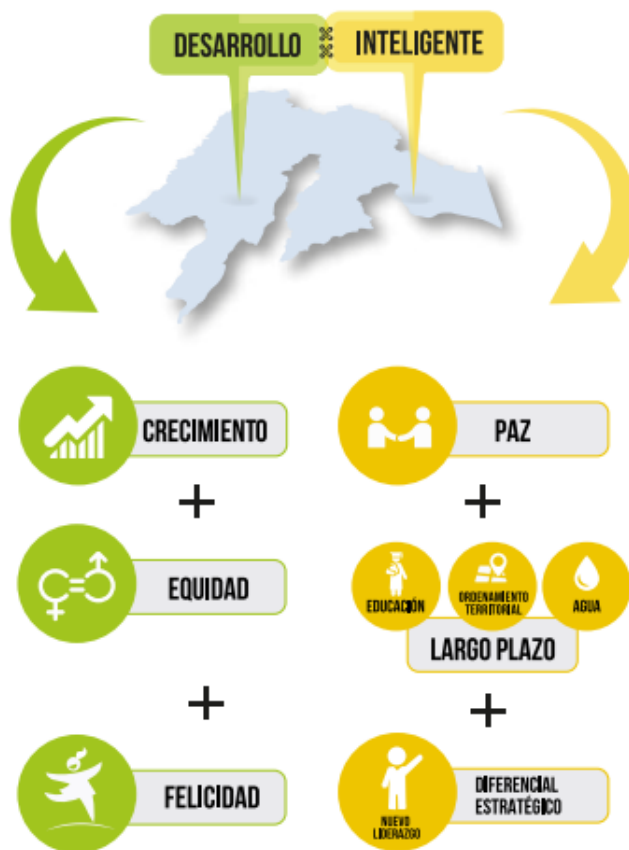 DESARROLLO
INTELIGENTE
CRECIMIENTO
+
EQUIDAD
+
FELICIDAD
PAZ
+
EDUCACIÓN
ORDENAMIENTO
TERRITORIAL
AGUA
LARGO PLAZO
+
NUEVO
LIDERAZGO
DIFERENCIAL
ESTRATÉGICO